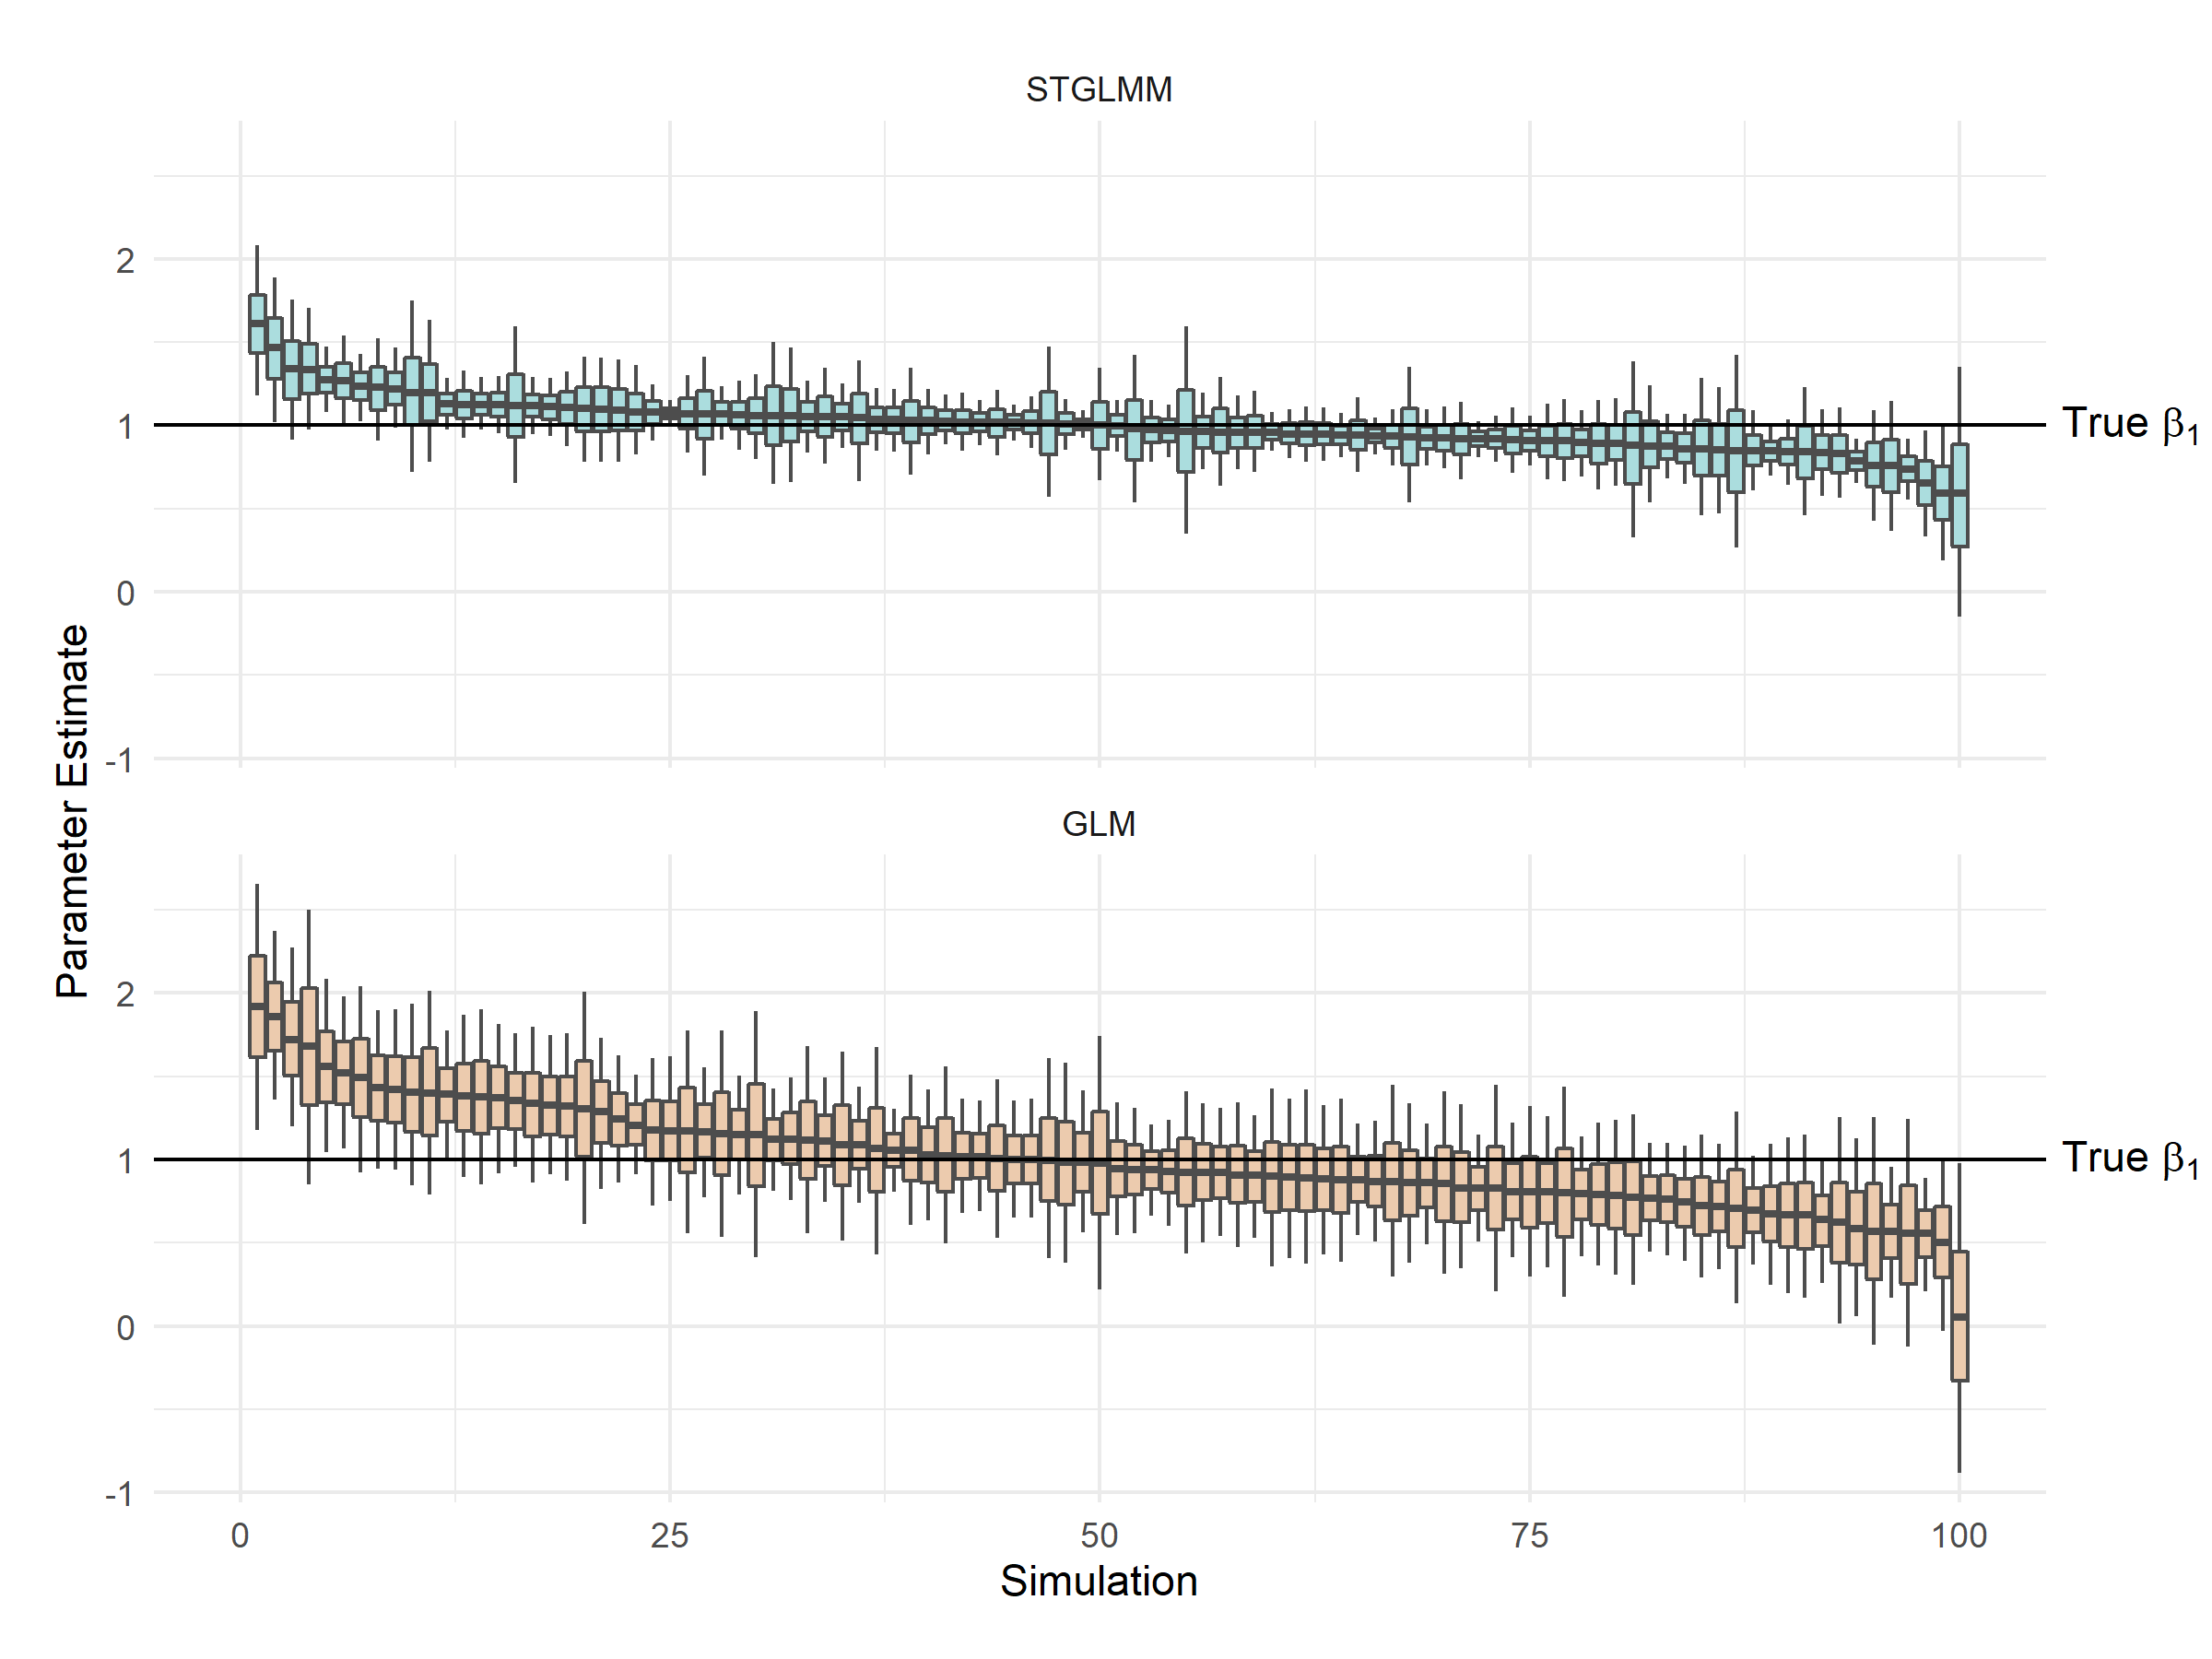 STGLMM
2
1
0
-1
True β₁
Parameter Estimate
GLM
2
1
0
-1
True β₁
0 25 50 75 100
Simulation